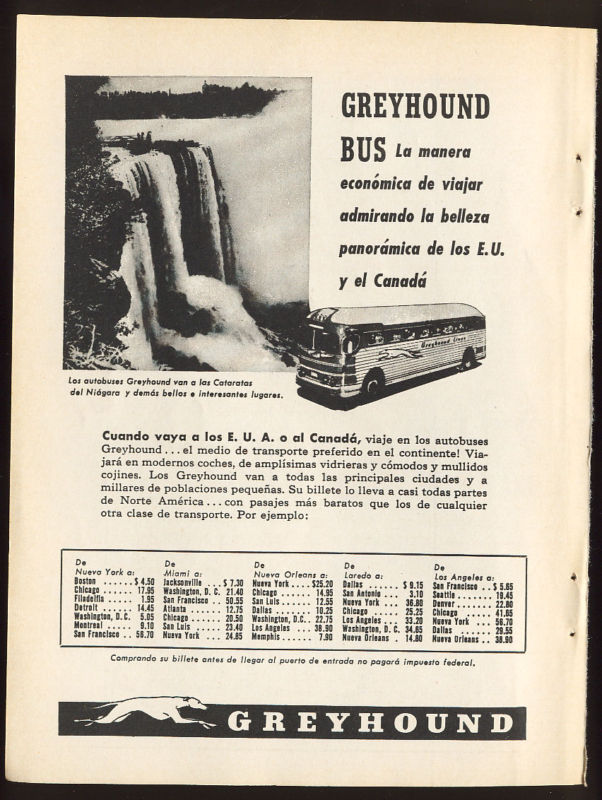 GREYHOUND
BUS La manera
económica de viajar
admirando la belleza
panorámica de los E.U.
y el Canadá
Greyhound Lines
Los autobuses Greyhound van a las Cataratas
del Niágara y demás bellos e interesantes lugares.
Cuando vaya a los E. U. A. o al Canadá, viaje en los autobuses
Greyhound ... el medio de transporte preferido en el continente! Via-
jará en modernos coches, de amplísimas vidrieras y cómodos y mullidos
cojines. Los Greyhound van a todas las principales ciudades y a
millares de poblaciones pequeñas. Su billete lo lleva a casi todas partes
de Norte América ... con pasajes más baratos que los de cualquier
otra clase de transporte. Por ejemplo:
De
Nueva York a:
Boston ...... $ 4.50
Chicago ..... 17.95
Filadelfia .... 1.95
Detroit ...... 14.45
Washington, D. C. 5.05
Montreal .... 9.10
San Francisco .. 56.70
De
Miami a:
Jacksonville ... $ 7.30
Washington, D. C. 21.40
San Francisco .. 50.55
Atlanta ...... 12.75
Chicago ...... 20.50
San Luis ..... 23.40
Nueva York ... 24.85
De
Nueva Orleans a:
Nueva York .... $25.20
Chicago ...... 14.95
San Luis ..... 12.55
Dallas ....... 10.25
Washington, D.C. . 22.75
Los Angeles ... 38.90
Memphis ...... 7.90
De
Laredo a:
Dallas ...... $ 9.15
San Antonio ... 3.10
Nueva York ... 36.80
Chicago ...... 25.25
Los Angeles ... 33.20
Washington, D. C. 34.65
Nueva Orleans . 14.80
De
Los Angeles a:
San Francisco .. $ 5.65
Seattle ...... 19.45
Denver ...... 22.80
Chicago ...... 41.65
Nueva York ... 56.70
Dallas ...... 29.55
Nueva Orleans .. 38.90
Comprando su billete antes de llegar al puerto de entrada no pagará impuesto federal.
GREYHOUND